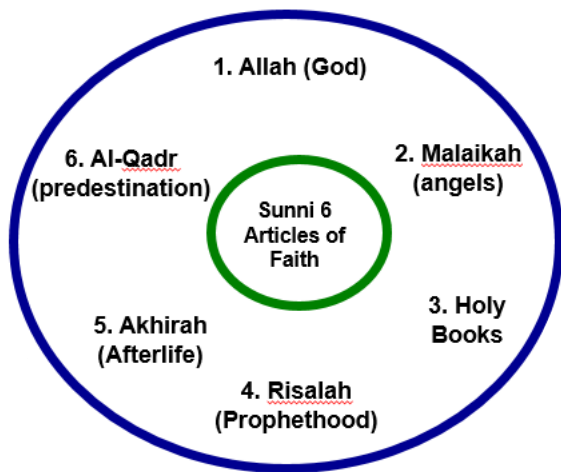 1. Allah (God)
2. Malaikah
(angels)
3. Holy
Books
4. Risalah
(Prophethood)
5. Akhirah
(Afterlife)
6. Al-Qadr
(predestination)
Sunni 6
Articles of
Faith